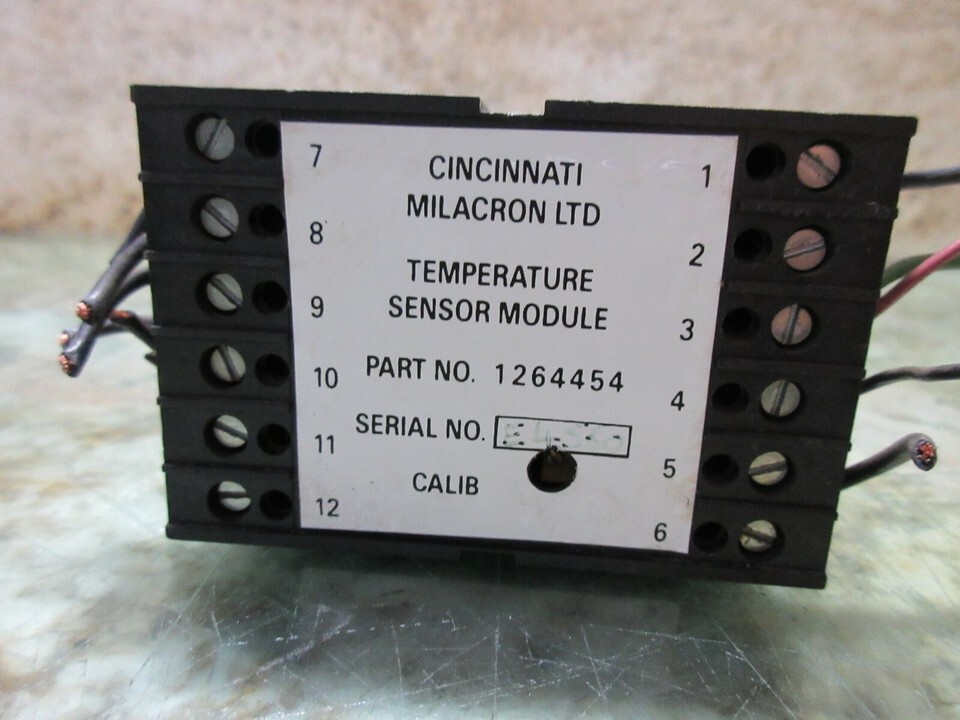 CINCINNATI
MILACRON LTD
TEMPERATURE
SENSOR MODULE
PART NO. 1264454
SERIAL NO.
CALIB
7
8
9
10
11
12
1
2
3
4
5
6